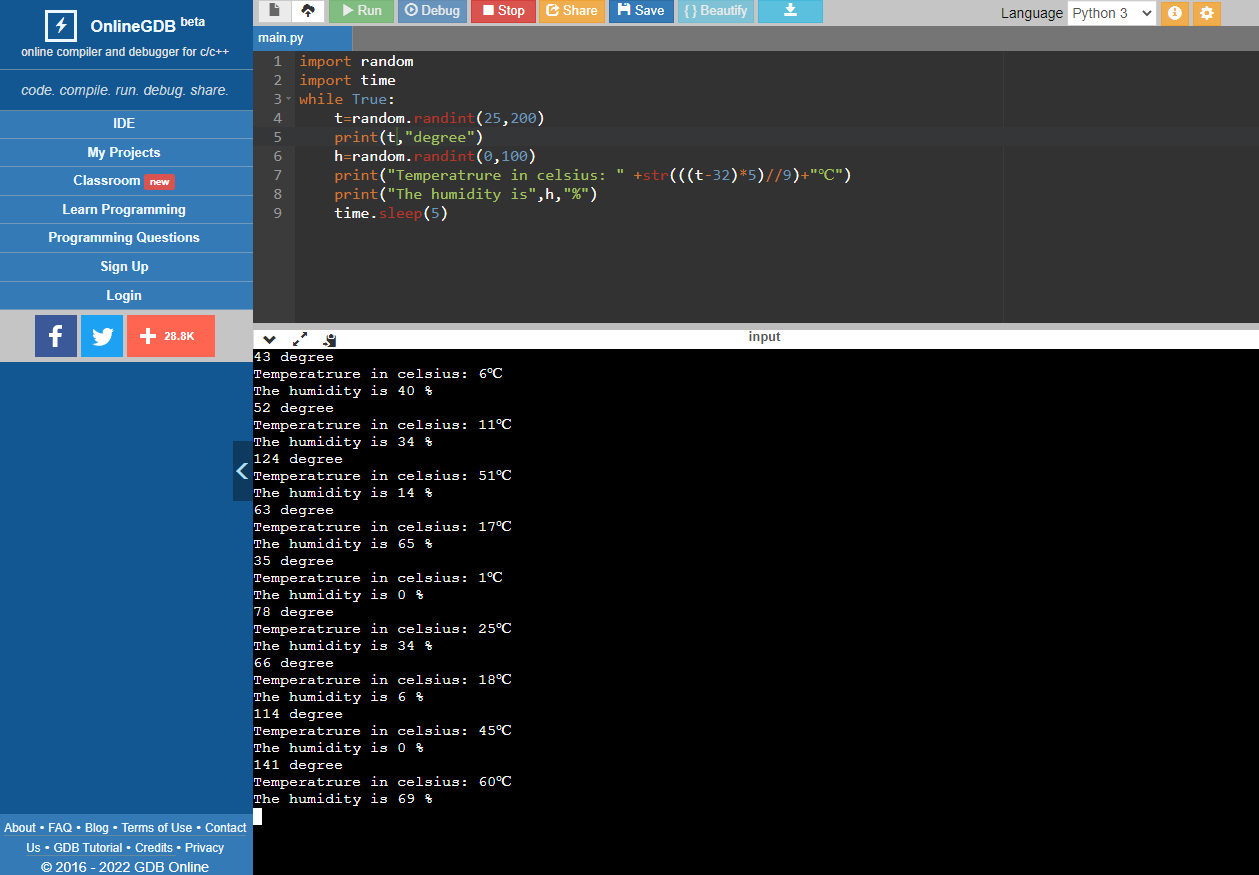 OnlineGDB beta
online compiler and debugger for c/c++
code. compile. run. debug. share.
IDE
My Projects
Classroom new
Learn Programming
Programming Questions
Sign Up
Login
28.8K
About • FAQ • Blog • Terms of Use • Contact
Us • GDB Tutorial • Credits • Privacy
© 2016 - 2022 GDB Online
Run Debug Stop Share Save { } Beautify
Language Python 3
main.py
1 import random
2 import time
3 while True:
4     t=random.randint(25,200)
5     print(t,"degree")
6     h=random.randint(0,100)
7     print("Temperatrure in celsius: " +str(((t-32)*5)//9)+"℃")
8     print("The humidity is",h,"%")
9     time.sleep(5)
input
43 degree
Temperatrure in celsius: 6℃
The humidity is 40 %
52 degree
Temperatrure in celsius: 11℃
The humidity is 34 %
124 degree
Temperatrure in celsius: 51℃
The humidity is 14 %
63 degree
Temperatrure in celsius: 17℃
The humidity is 65 %
35 degree
Temperatrure in celsius: 1℃
The humidity is 0 %
78 degree
Temperatrure in celsius: 25℃
The humidity is 34 %
66 degree
Temperatrure in celsius: 18℃
The humidity is 6 %
114 degree
Temperatrure in celsius: 45℃
The humidity is 0 %
141 degree
Temperatrure in celsius: 60℃
The humidity is 69 %